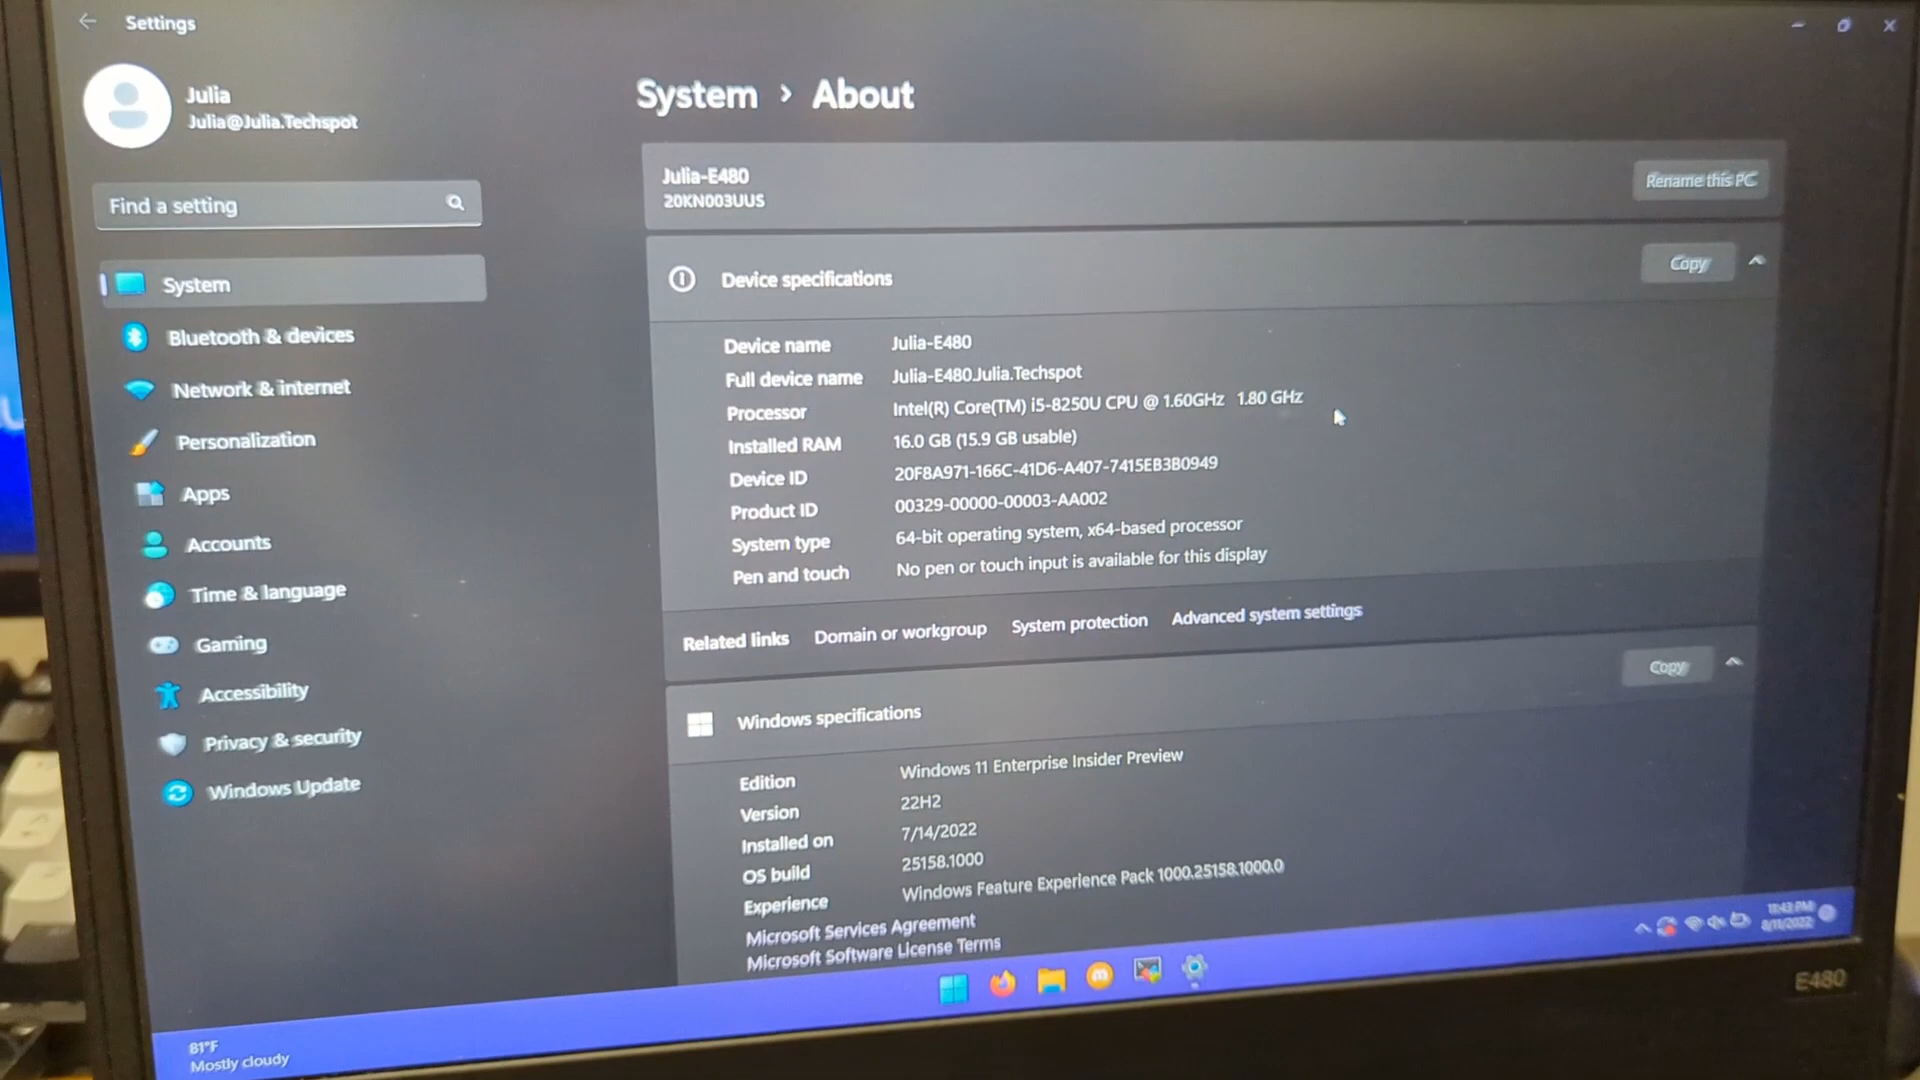 Settings
Julia
Julia@Julia.Techspot
Find a setting
System
Bluetooth & devices
Network & internet
Personalization
Apps
Accounts
Time & language
Gaming
Accessibility
Privacy & security
Windows Update
System > About
Julia-E480
20KN003UUS
Rename this PC
Device specifications
Copy
Device name Julia-E480
Full device name Julia-E480.Julia.Techspot
Processor Intel(R) Core(TM) i5-8250U CPU @ 1.60GHz 1.80 GHz
Installed RAM 16.0 GB (15.9 GB usable)
Device ID 20F8A971-166C-41D6-A407-7415EB3B0949
Product ID 00329-00000-00003-AA002
System type 64-bit operating system, x64-based processor
Pen and touch No pen or touch input is available for this display
Related links Domain or workgroup System protection Advanced system settings
Windows specifications
Copy
Edition Windows 11 Enterprise Insider Preview
Version 22H2
Installed on 7/14/2022
OS build 25158.1000
Experience Windows Feature Experience Pack 1000.25158.1000.0
Microsoft Services Agreement
Microsoft Software License Terms
11:43 PM
8/11/2022
81°F
Mostly cloudy
E480